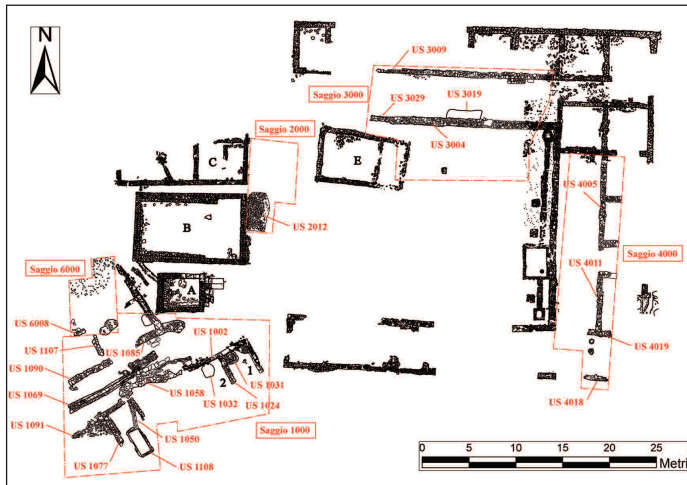 N
US 3009
Saggio 3000
US 3019
US 3029
US 3004
Saggio 2000
C
E
B
US 2012
US 4005
Saggio 4000
US 4011
Saggio 6000
A
US 6008
US 1107
US 1085
US 1002
1
2
US 4019
US 1090
US 1031
US 1069
US 1058
US 1032
US 1024
US 4018
US 1091
US 1050
Saggio 1000
US 1077
US 1108
0 5 10 15 20 25
Metri